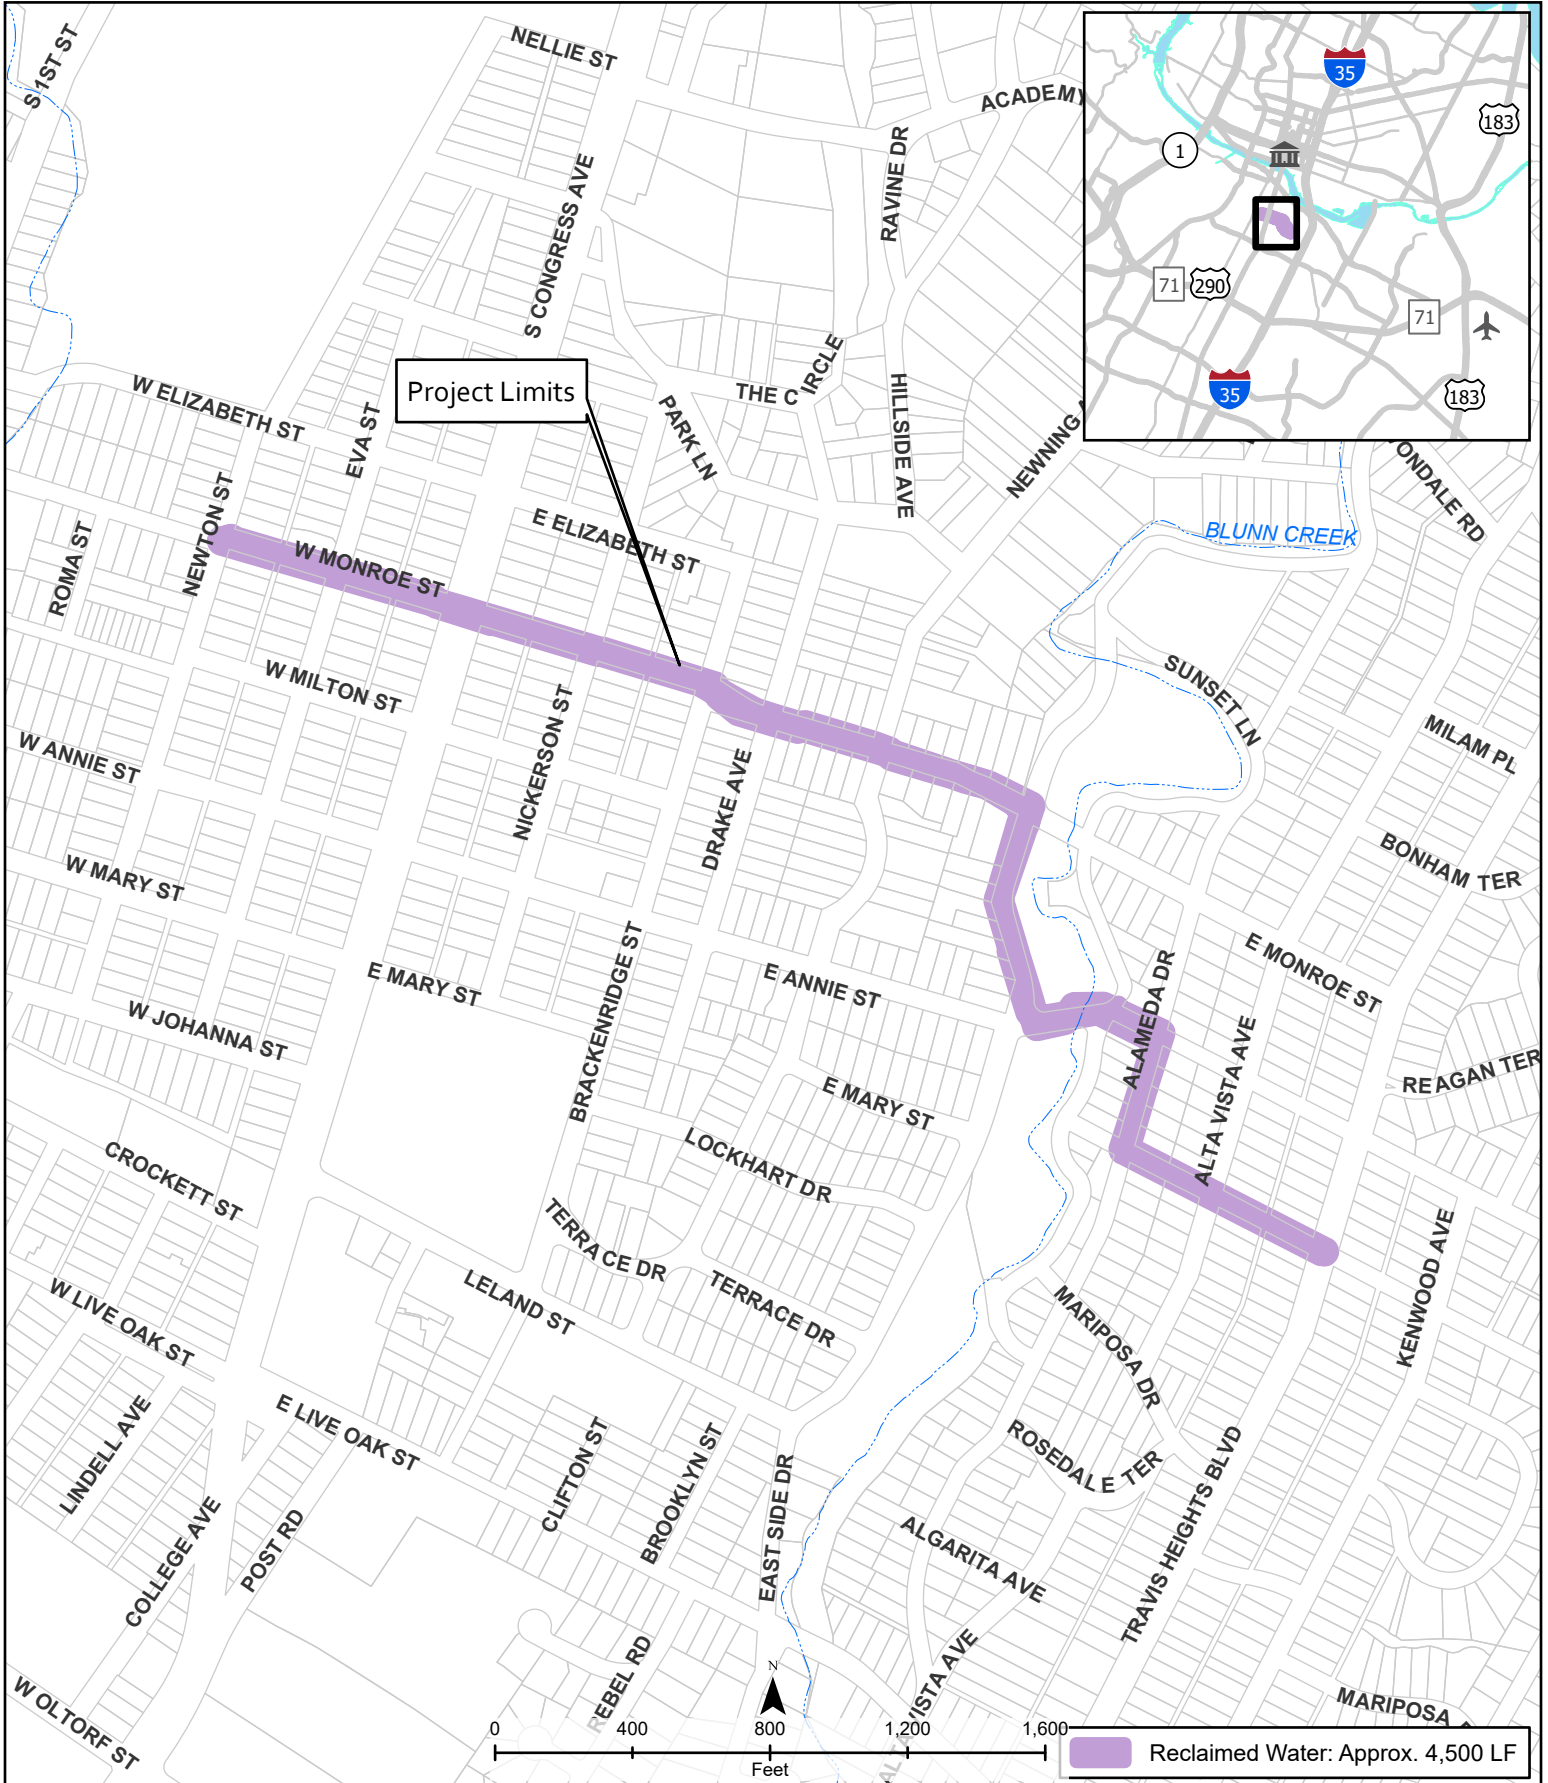 S 1ST ST
NELLIE ST
ACADEMY
RAVINE DR
S CONGRESS AVE
35
183
1
71
290
71
35
183
THE CIRCLE
Project Limits
W ELIZABETH ST
EVA ST
PARK LN
HILLSIDE AVE
NEWNING
ONDALE RD
NEWTON ST
E ELIZABETH ST
BLUNN CREEK
ROMA ST
W MONROE ST
SUNSET LN
W MILTON ST
NICKERSON ST
MILAM PL
W ANNIE ST
DRAKE AVE
BONHAM TER
W MARY ST
BRACKENRIDGE ST
E MARY ST
E ANNIE ST
E MONROE ST
ALAMEDA DR
W JOHANNA ST
ALTA VISTA AVE
REAGAN TER
E MARY ST
LOCKHART DR
CROCKETT ST
TERRACE DR
KENWOOD AVE
LELAND ST
TERRACE DR
MARIPOSA DR
W LIVE OAK ST
E LIVE OAK ST
LINDELL AVE
CLIFTON ST
BROOKLYN ST
EAST SIDE DR
ROSEDALE TER
TRAVIS HEIGHTS BLVD
COLLEGE AVE
POST RD
ALGARITA AVE
REBEL RD
ALTA VISTA AVE
W OLTORF ST
MARIPOSA
N
0 400 800 1,200 1,600
Feet
Reclaimed Water: Approx. 4,500 LF